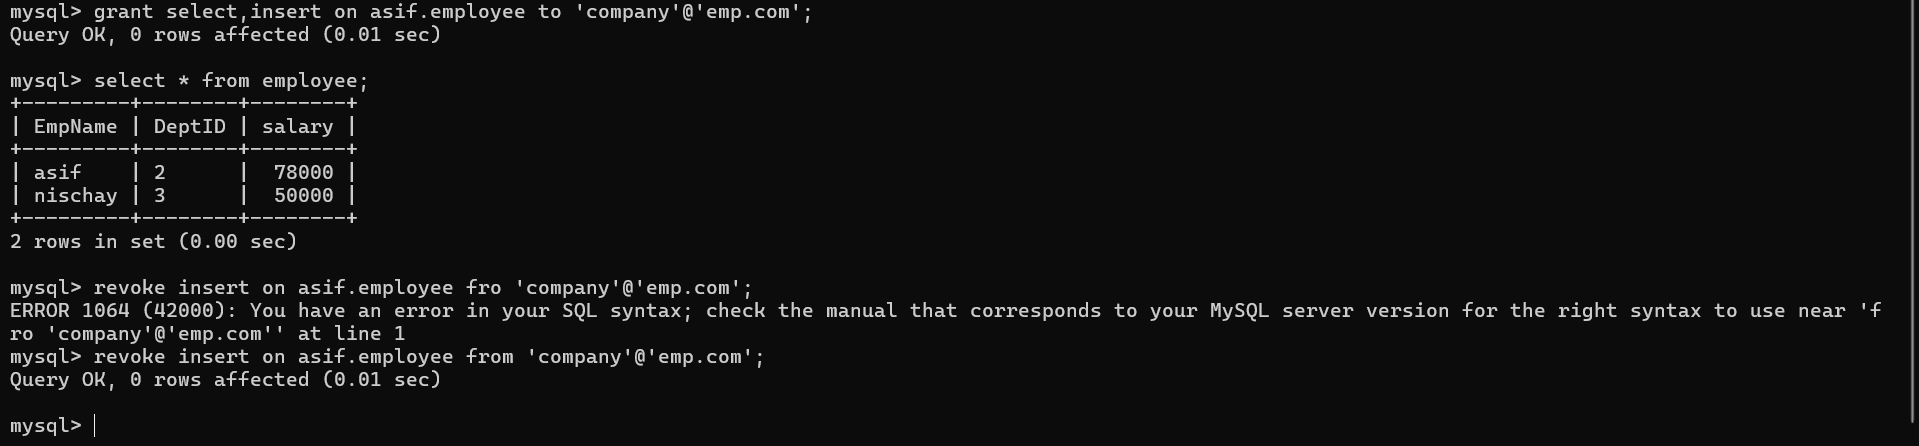 mysql> grant select,insert on asif.employee to 'company'@'emp.com';
Query OK, 0 rows affected (0.01 sec)

mysql> select * from employee;
+---------+--------+--------+
| EmpName | DeptID | salary |
+---------+--------+--------+
| asif    | 2      |  78000 |
| nischay | 3      |  50000 |
+---------+--------+--------+
2 rows in set (0.00 sec)

mysql> revoke insert on asif.employee fro 'company'@'emp.com';
ERROR 1064 (42000): You have an error in your SQL syntax; check the manual that corresponds to your MySQL server version for the right syntax to use near 'f
ro 'company'@'emp.com'' at line 1
mysql> revoke insert on asif.employee from 'company'@'emp.com';
Query OK, 0 rows affected (0.01 sec)

mysql>